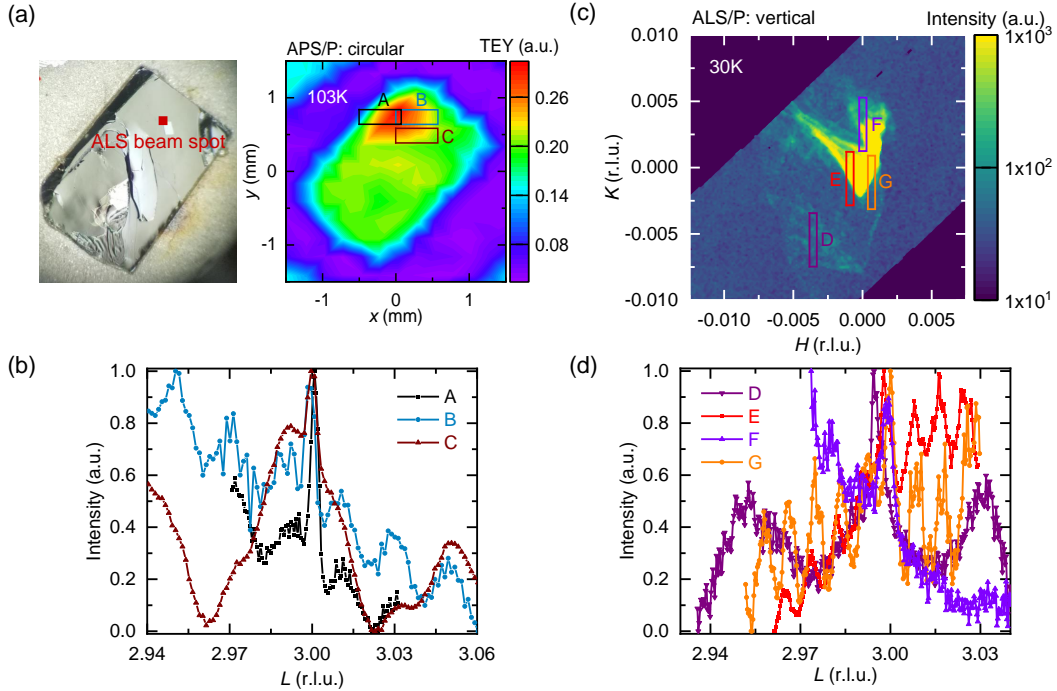 (a)
ALS beam spot
APS/P: circular
TEY (a.u.)
103K
A
B
C
1
0
-1
y (mm)
-1
0
1
x (mm)
0.26
0.20
0.14
0.08
(c)
ALS/P: vertical
Intensity (a.u.)
30K
0.010
0.005
0.000
-0.005
-0.010
K (r.l.u.)
F
E
G
D
-0.010
-0.005
0.000
0.005
H (r.l.u.)
1x10³
1x10²
1x10¹
(b)
1.0
0.8
0.6
0.4
0.2
0.0
Intensity (a.u.)
A
B
C
2.94
2.97
3.00
3.03
3.06
L (r.l.u.)
(d)
1.0
0.8
0.6
0.4
0.2
0.0
Intensity (a.u.)
D
E
F
G
2.94
2.97
3.00
3.03
L (r.l.u.)